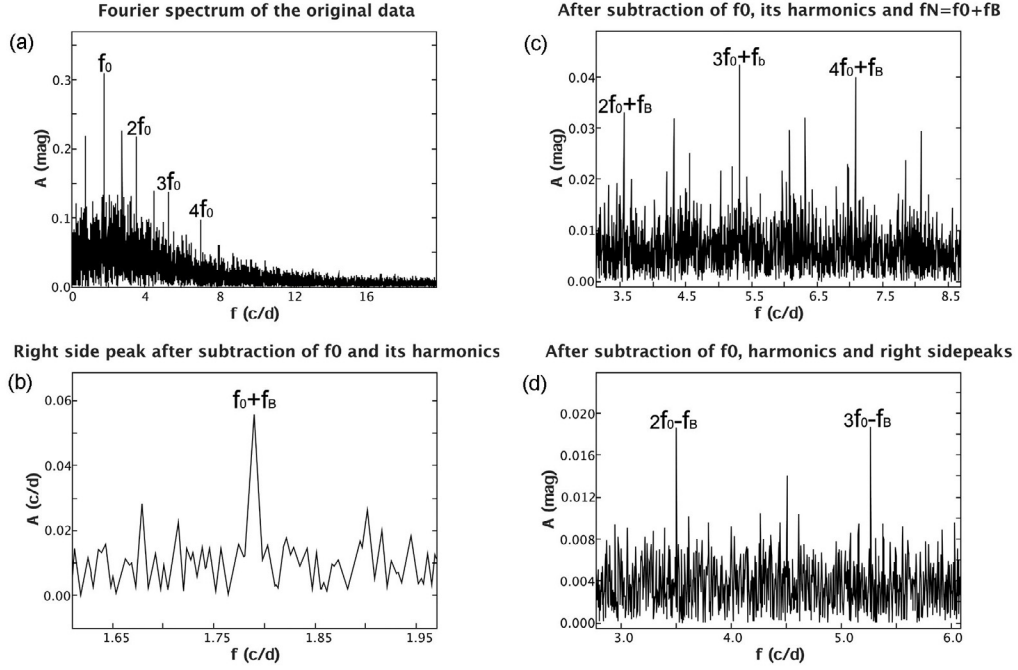 Fourier spectrum of the original data
(a)
A (mag)
0.3
0.2
0.1
0.0
f₀
2f₀
3f₀
4f₀
0 4 8 12 16
f (c/d)
After subtraction of f0, its harmonics and fN=f0+fB
(c)
A (mag)
0.04
0.03
0.02
0.01
0.00
2f₀+fB
3f₀+fb
4f₀+fB
3.5 4.5 5.5 6.5 7.5 8.5
f (c/d)
Right side peak after subtraction of f0 and its harmonics
(b)
A (c/d)
0.06
0.04
0.02
0.00
f₀+fB
1.65 1.75 1.85 1.95
f (c/d)
After subtraction of f0, harmonics and right sidepeaks
(d)
A (mag)
0.020
0.016
0.012
0.008
0.004
0.000
2f₀-fB
3f₀-fB
3.0 4.0 5.0 6.0
f (c/d)